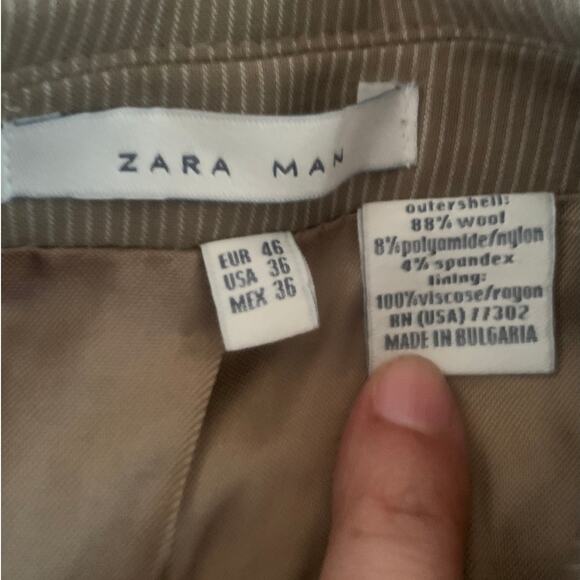 ZARA MAN
EUR 46
USA 36
MEX 36
outershell:
88% wool
8%polyamide/nylon
4% spandex
lining:
100%viscose/rayon
RN (USA) 77302
MADE IN BULGARIA